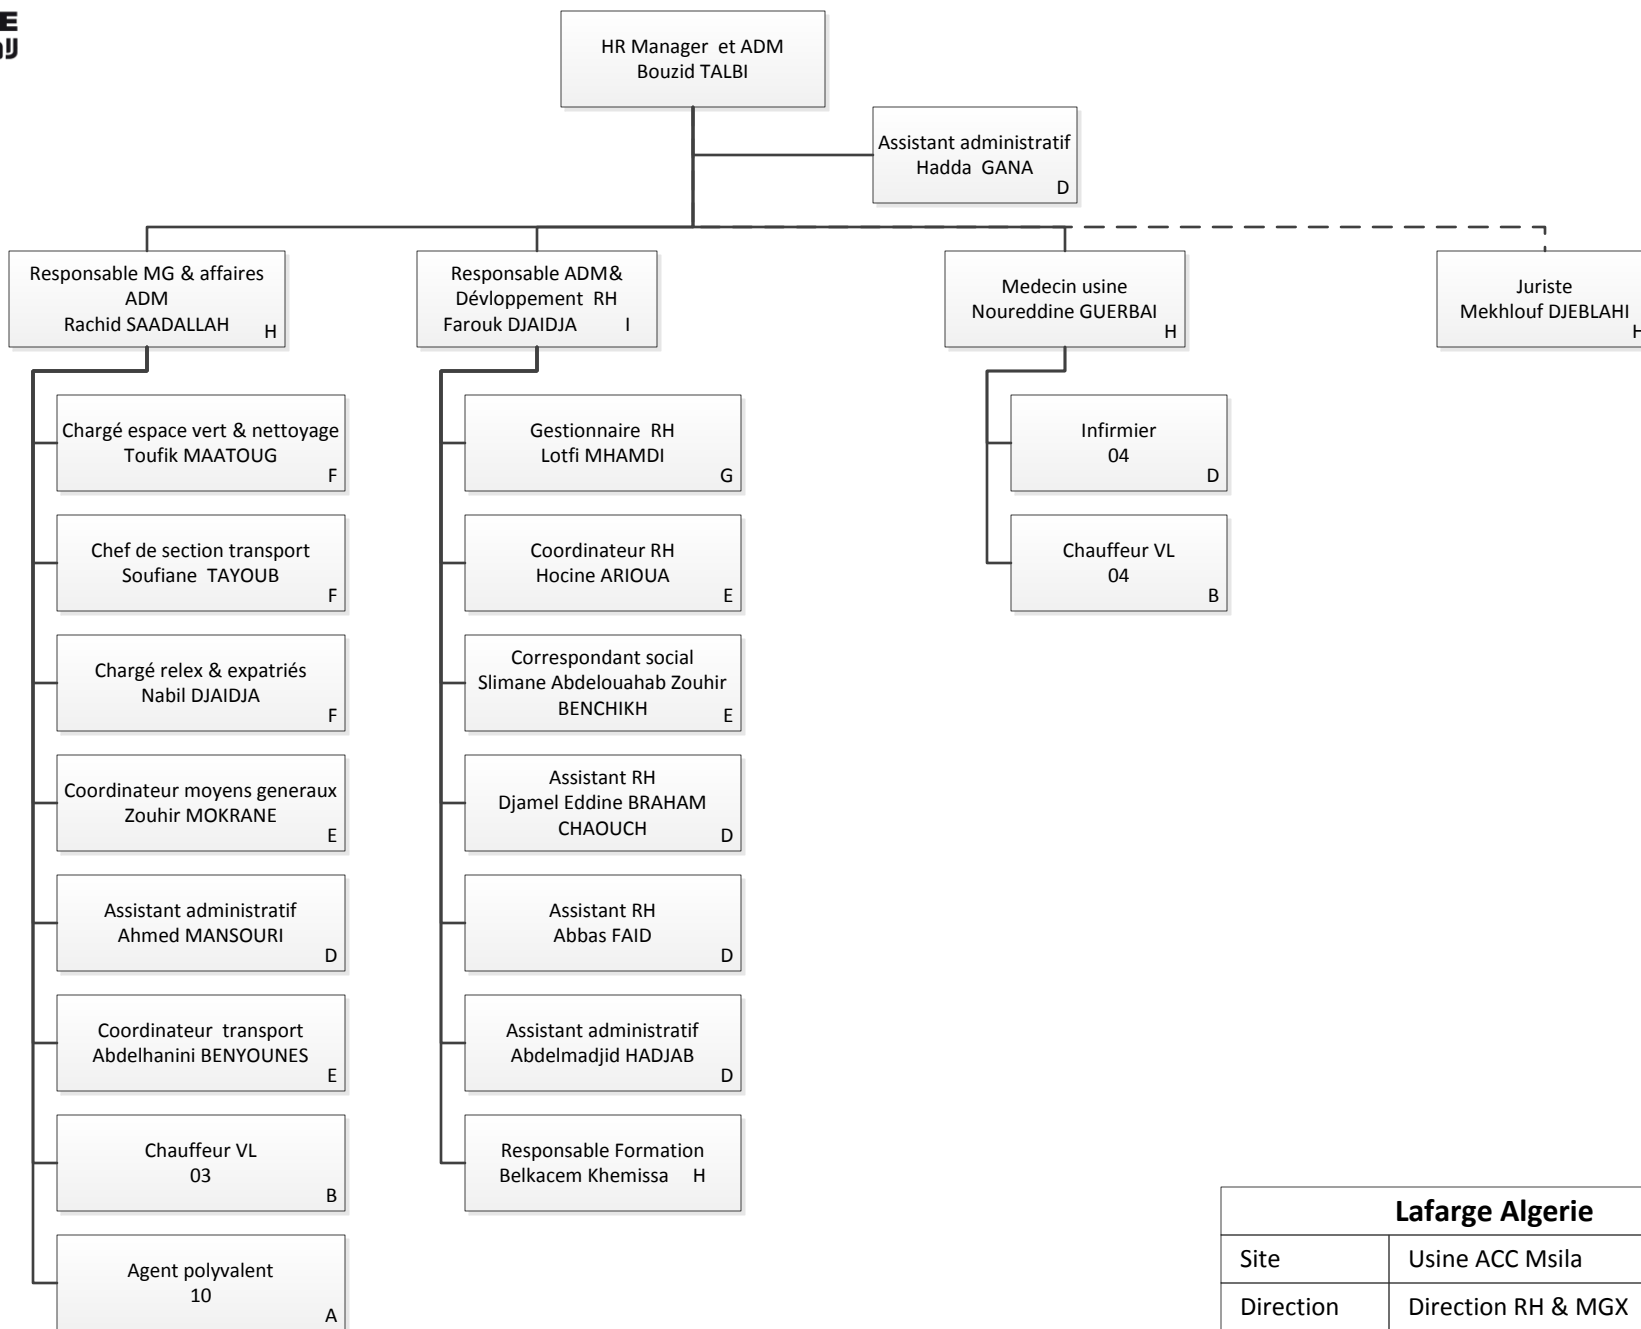 HR Manager et ADM
Bouzid TALBI
Assistant administratif
Hadda GANA
D
Responsable MG & affaires
ADM
Rachid SAADALLAH
H
Responsable ADM&
Dévloppement RH
Farouk DJAIDJA I
Medecin usine
Noureddine GUERBAI
H
Juriste
Mekhlouf DJEBLAHI
H
Chargé espace vert & nettoyage
Toufik MAATOUG
F
Chef de section transport
Soufiane TAYOUB
F
Chargé relex & expatriés
Nabil DJAIDJA
F
Coordinateur moyens generaux
Zouhir MOKRANE
E
Assistant administratif
Ahmed MANSOURI
D
Coordinateur transport
Abdelhanini BENYOUNES
E
Chauffeur VL
03
B
Agent polyvalent
10
A
Gestionnaire RH
Lotfi MHAMDI
G
Coordinateur RH
Hocine ARIOUA
E
Correspondant social
Slimane Abdelouahab Zouhir
BENCHIKH
E
Assistant RH
Djamel Eddine BRAHAM
CHAOUCH
D
Assistant RH
Abbas FAID
D
Assistant administratif
Abdelmadjid HADJAB
D
Responsable Formation
Belkacem Khemissa H
Infirmier
04
D
Chauffeur VL
04
B
Lafarge Algerie
Site Usine ACC Msila
Direction Direction RH & MGX